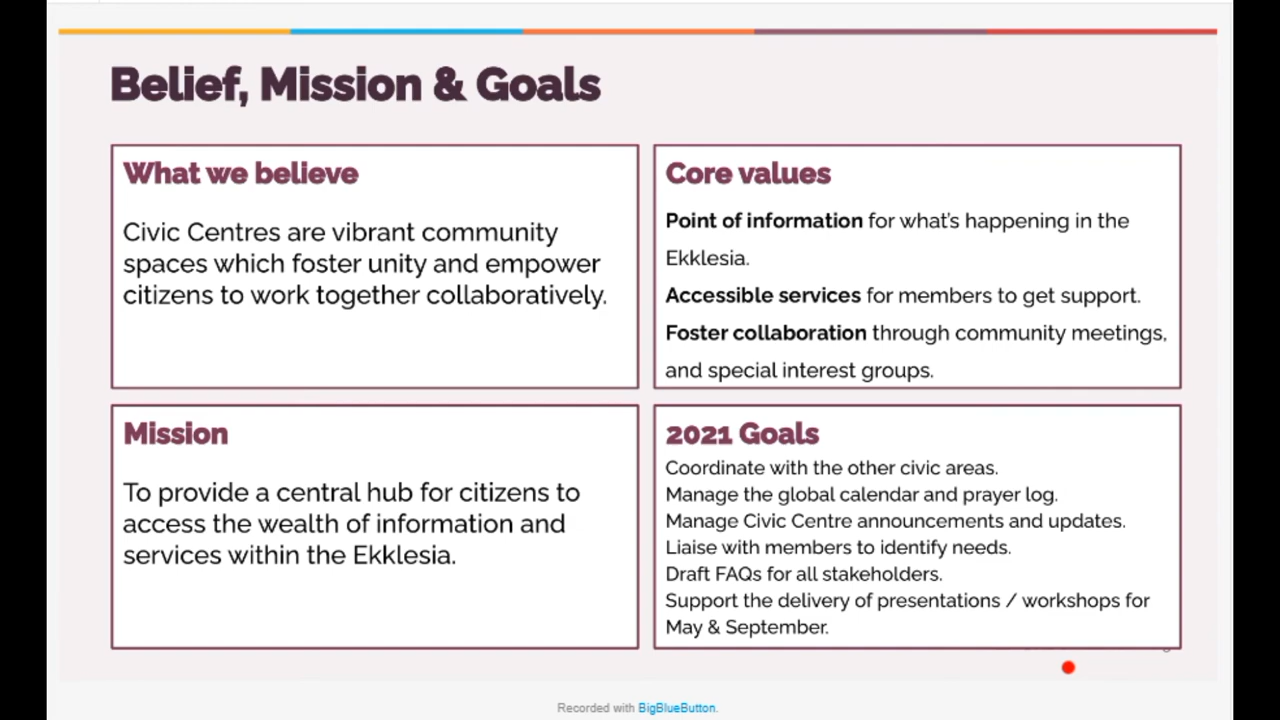 Belief, Mission & Goals
What we believe
Civic Centres are vibrant community
spaces which foster unity and empower
citizens to work together collaboratively.
Core values
Point of information for what's happening in the
Ekklesia.
Accessible services for members to get support.
Foster collaboration through community meetings,
and special interest groups.
Mission
To provide a central hub for citizens to
access the wealth of information and
services within the Ekklesia.
2021 Goals
Coordinate with the other civic areas.
Manage the global calendar and prayer log.
Manage Civic Centre announcements and updates.
Liaise with members to identify needs.
Draft FAQs for all stakeholders.
Support the delivery of presentations / workshops for
May & September.
Recorded with BigBlueButton.